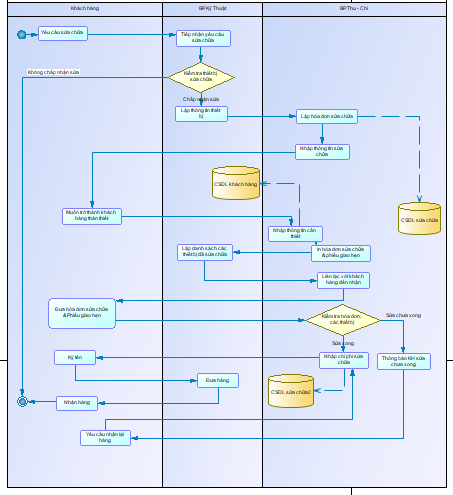 Khách hàng
BP.Kỹ Thuật
BP.Thu - Chi
Yêu cầu sửa chữa
Tiếp nhận yêu cầu
sửa chữa
Không chấp nhận sửa
Kiểm tra thiết bị
sửa chữa
Chấp nhận sửa
Lập thông tin thiết
bị
Lập hóa đơn sửa chữa
Nhập thông tin sửa
chữa
CSDL khách hàng
CSDL sửa chữa
Muốn trở thành khách
hàng thân thiết
Nhập thông tin cần
thiết
Lập danh sách các
thiết bị đã sửa chữa
In hóa đơn sửa chữa
& phiếu giao hẹn
Liên lạc với khách
hàng đến nhận
Đưa hóa đơn sửa chữa
& Phiếu giao hẹn
Kiểm tra hóa đơn,
các thiết bị
Sửa chưa xong
Sửa xong
Ký tên
Nhập chi phí sửa
chữa
Thông báo KH sửa
chưa xong
Đưa hàng
CSDL sửa chữa2
Nhận hàng
Yêu cầu nhận lại
hàng